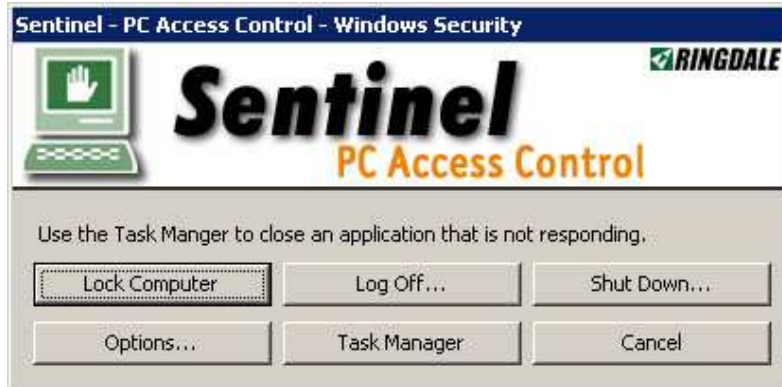 Sentinel - PC Access Control - Windows Security
RINGDALE
Sentinel
PC Access Control
Use the Task Manger to close an application that is not responding.
Lock Computer
Log Off...
Shut Down...
Options...
Task Manager
Cancel